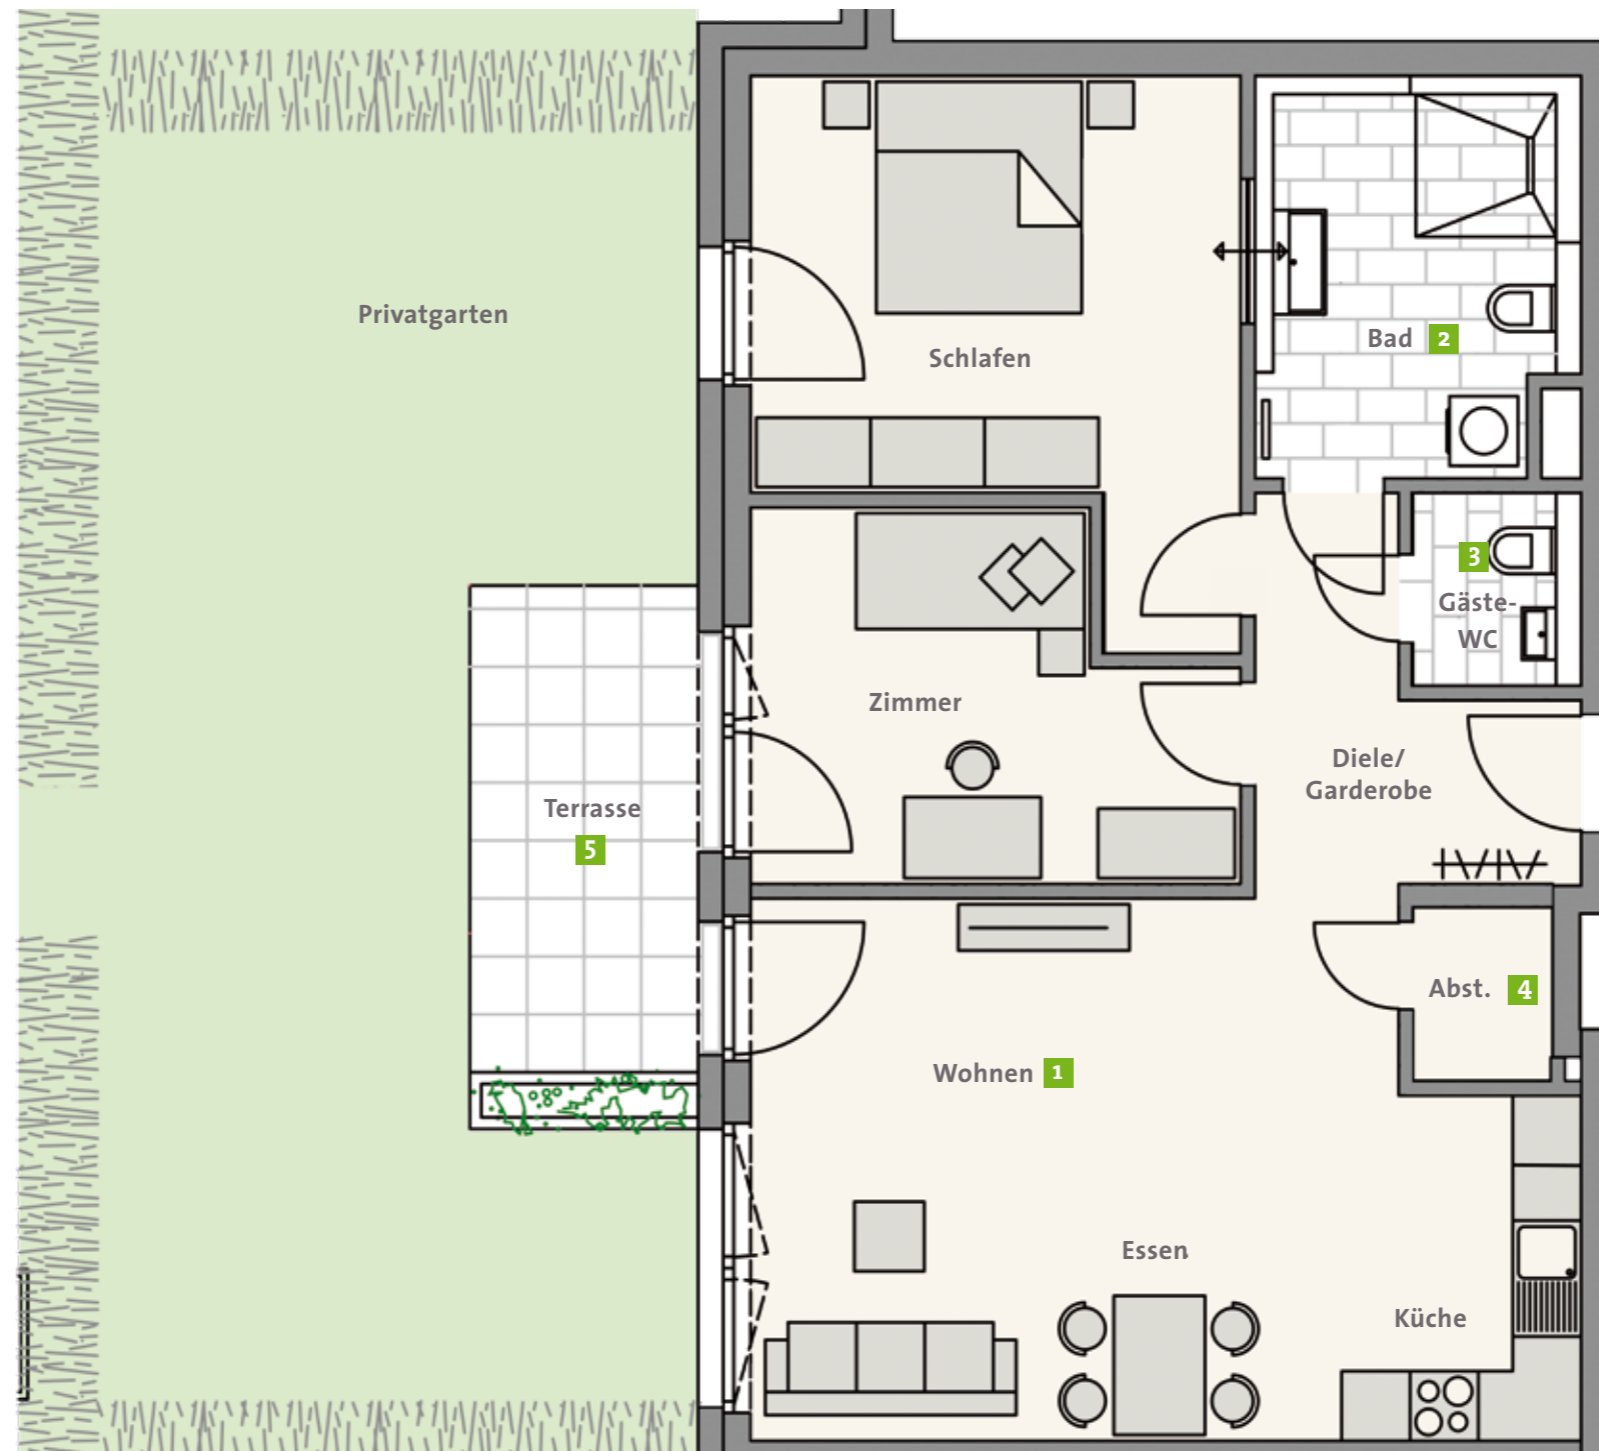 Privatgarten
Schlafen
Bad 2
3
Gäste-
WC
Zimmer
Diele/
Garderobe
Terrasse
5
Abst. 4
Wohnen 1
Essen
Küche